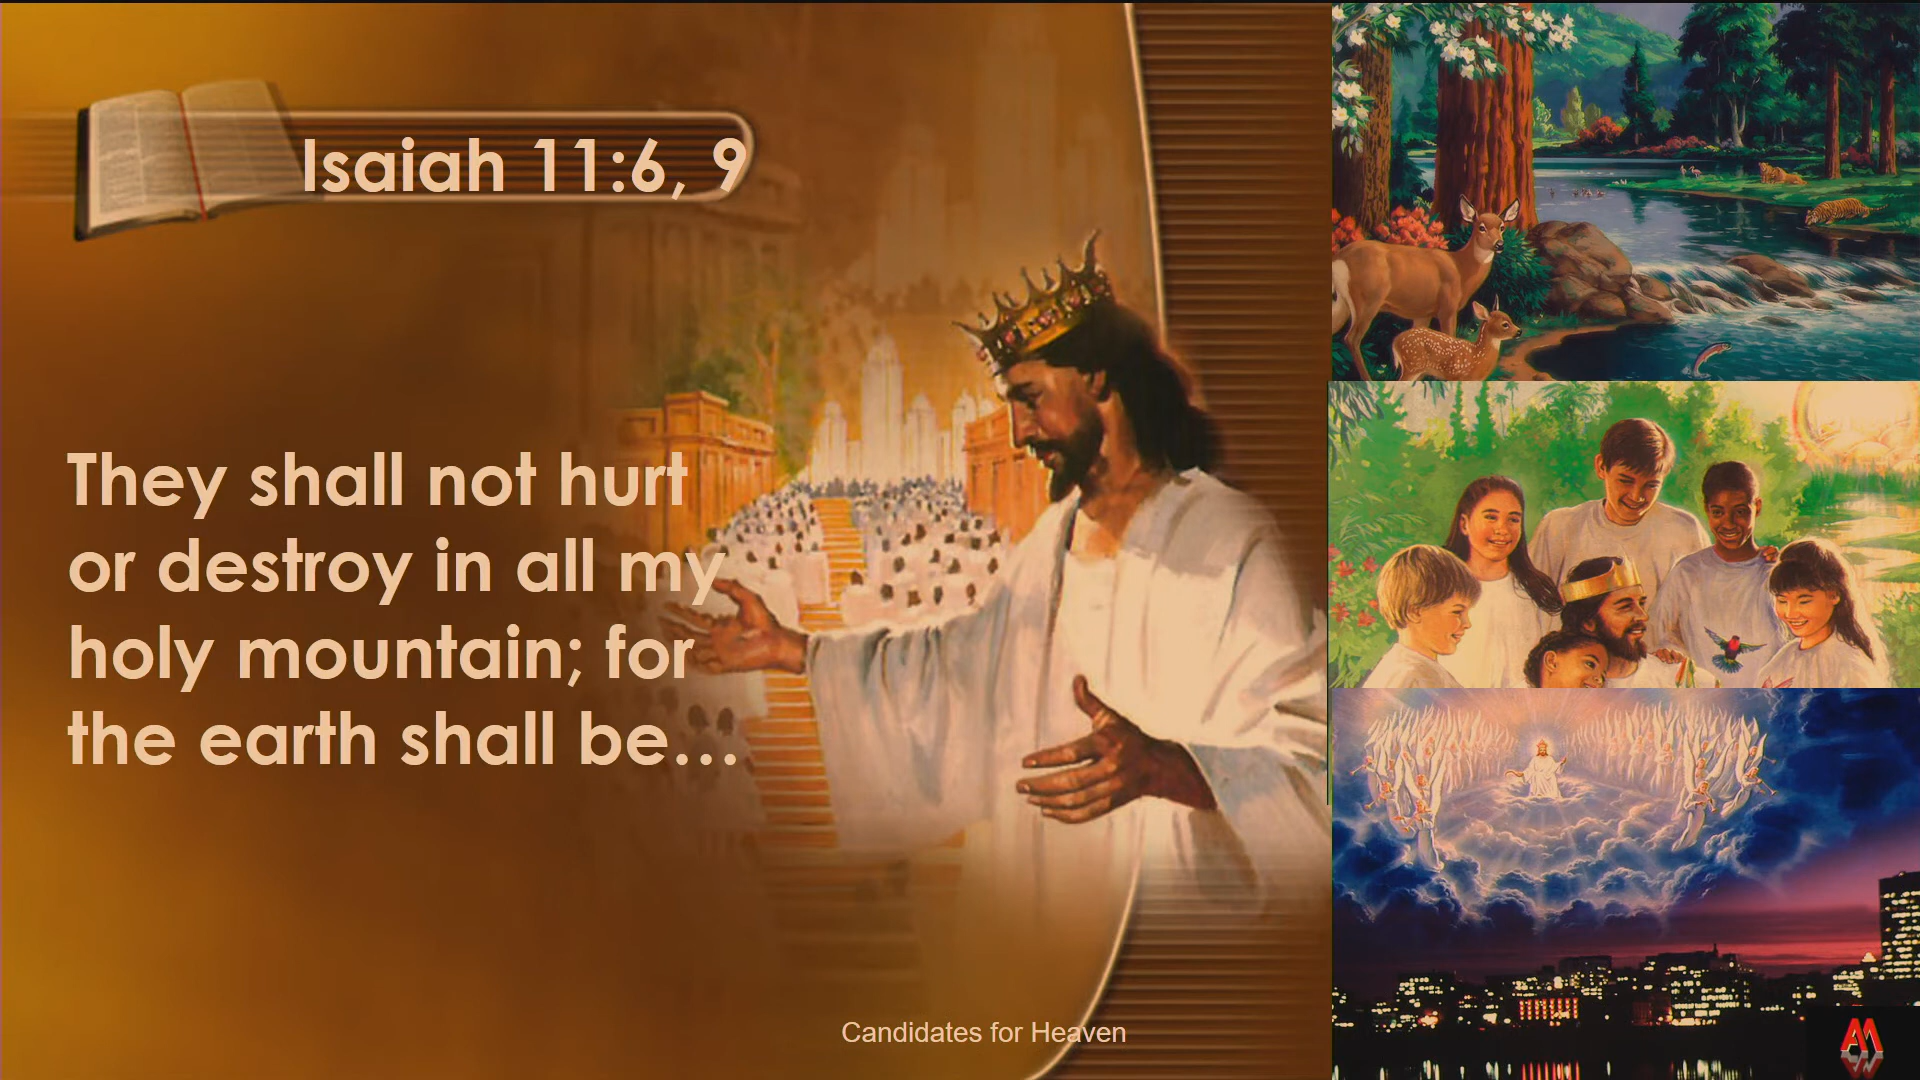 Isaiah 11:6, 9
They shall not hurt
or destroy in all my
holy mountain; for
the earth shall be…
Candidates for Heaven
AM